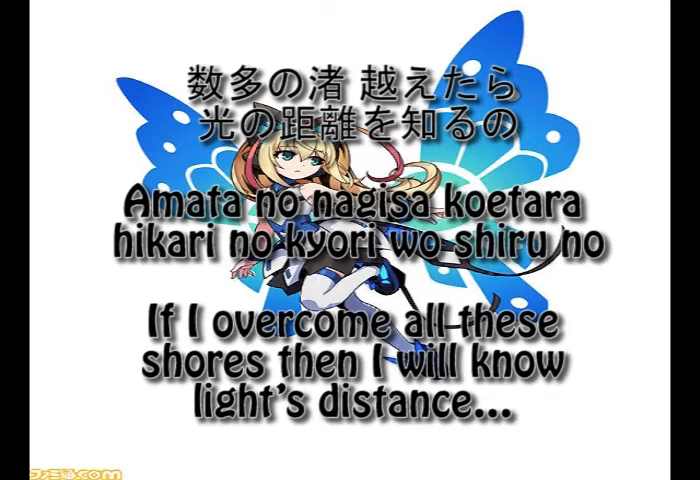 数多の渚 越えたら
光の距離を知るの
Amata no nagisa koetara
hikari no kyori wo shiru no
If I overcome all these
shores then I will know
light's distance...
ファミ通.com